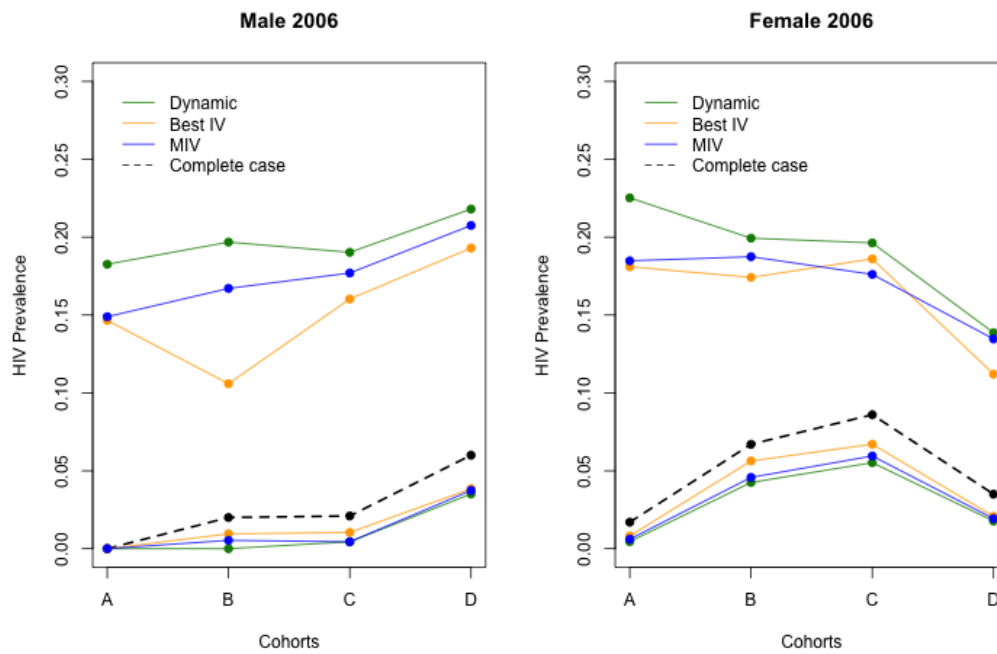 Male 2006
HIV Prevalence
0.30
0.25
0.20
0.15
0.10
0.05
0.00
Dynamic
Best IV
MIV
Complete case
A B C D
Cohorts
Female 2006
HIV Prevalence
0.30
0.25
0.20
0.15
0.10
0.05
0.00
Dynamic
Best IV
MIV
Complete case
A B C D
Cohorts